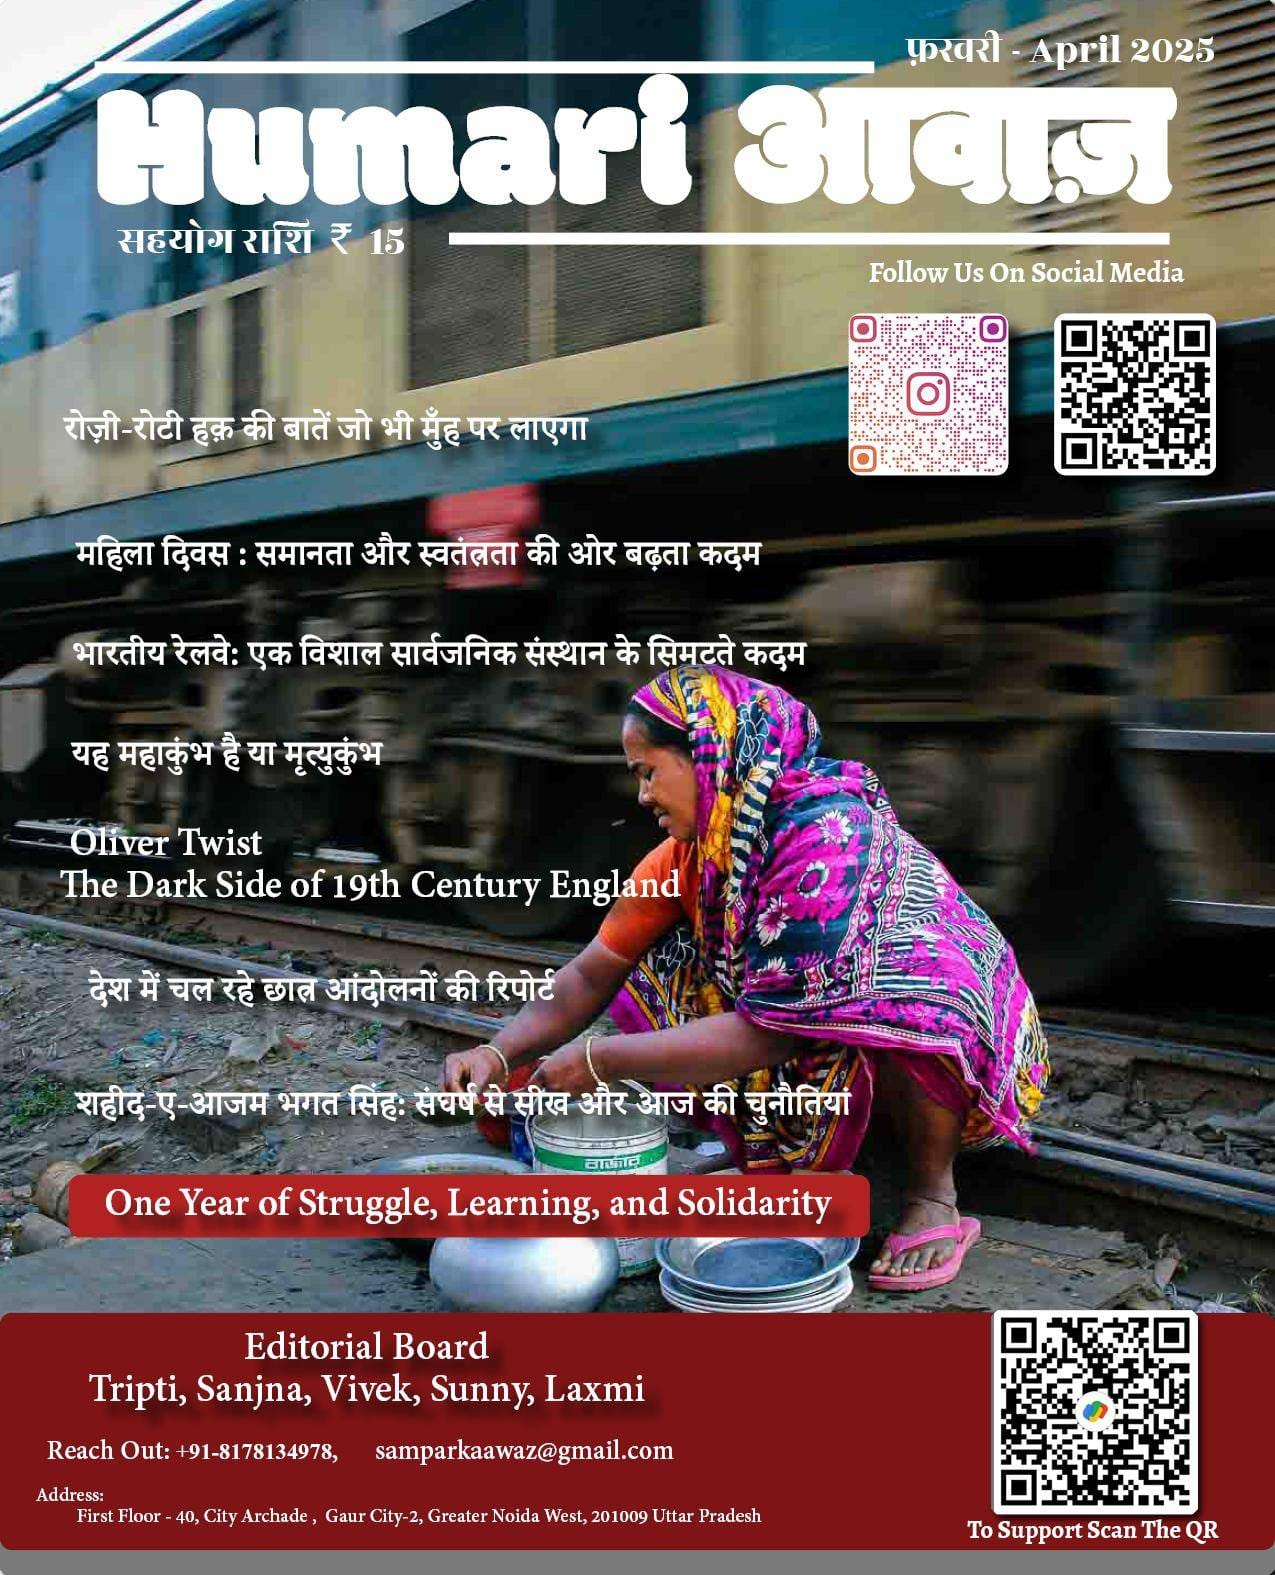 फ़रवरी - April 2025
Humari आवाज़
सहयोग राशि ₹ 15
Follow Us On Social Media
रोज़ी-रोटी हक़ की बातें जो भी मुँह पर लाएगा
महिला दिवस : समानता और स्वतंत्रता की ओर बढ़ता कदम
भारतीय रेलवे: एक विशाल सार्वजनिक संस्थान के सिमटते कदम
यह महाकुंभ है या मृत्युकुंभ
Oliver Twist
The Dark Side of 19th Century England
देश में चल रहे छात्र आंदोलनों की रिपोर्ट
शहीद-ए-आजम भगत सिंह: संघर्ष से सीख और आज की चुनौतियां
One Year of Struggle, Learning, and Solidarity
Editorial Board
Tripti, Sanjna, Vivek, Sunny, Laxmi
Reach Out: +91-8178134978, samparkaawaz@gmail.com
Address:
First Floor - 40, City Archade , Gaur City-2, Greater Noida West, 201009 Uttar Pradesh
To Support Scan The QR